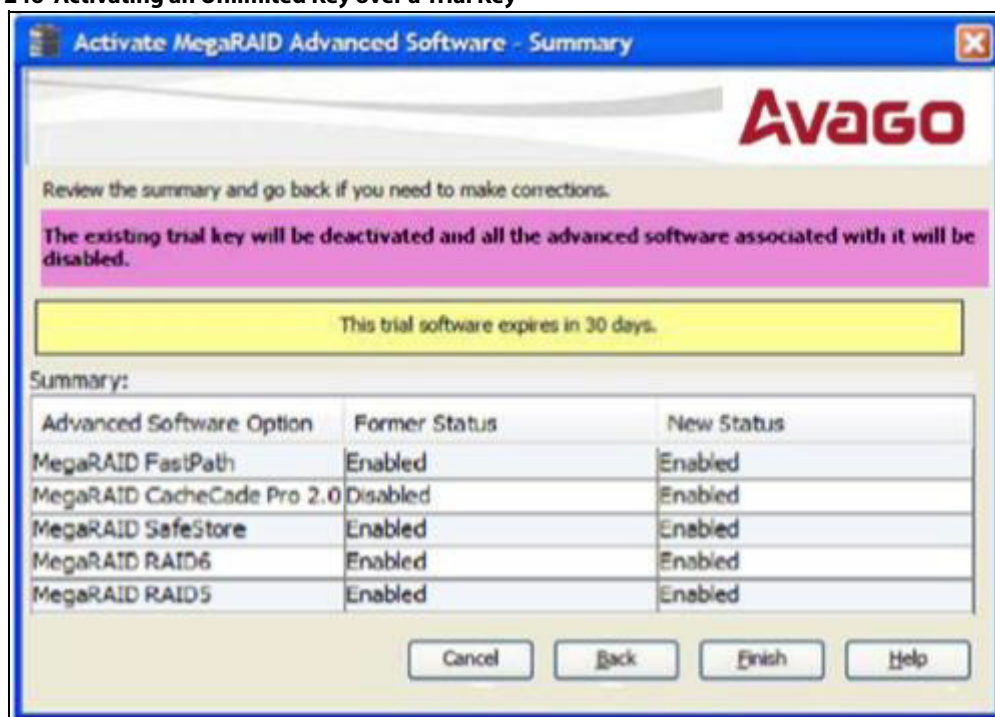 Activating an Unlimited Key over a Trial Key
Activate MegaRAID Advanced Software - Summary
AVAGO
Review the summary and go back if you need to make corrections.
The existing trial key will be deactivated and all the advanced software associated with it will be
disabled.
This trial software expires in 30 days.
Summary:
Advanced Software Option Former Status New Status
MegaRAID FastPath Enabled Enabled
MegaRAID CacheCade Pro 2.0 Disabled Enabled
MegaRAID SafeStore Enabled Enabled
MegaRAID RAID6 Enabled Enabled
MegaRAID RAID5 Enabled Enabled
Cancel Back Finish Help